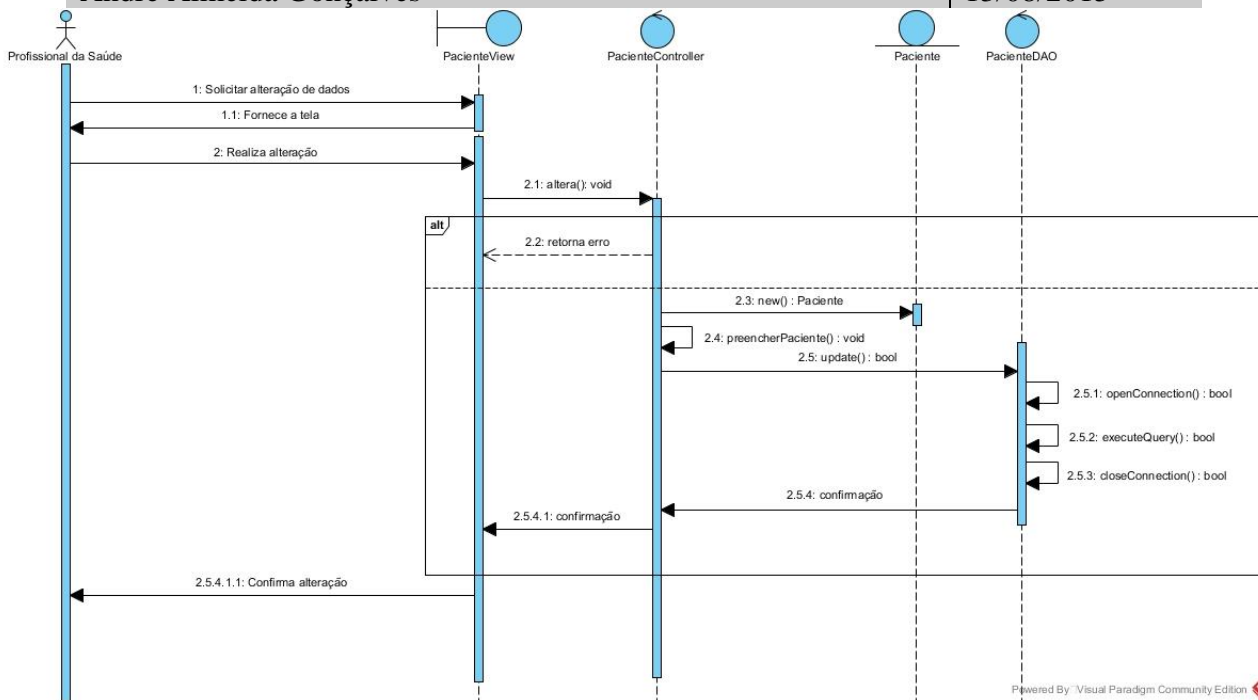 André Almeida Gonçalves
Profissional da Saúde
PacienteView
PacienteController
Paciente
PacienteDAO
1: Solicitar alteração de dados
1.1: Fornece a tela
2: Realiza alteração
2.1: altera(): void
alt
2.2: retorna erro
2.3: new() : Paciente
2.4: preencherPaciente() : void
2.5: update() : bool
2.5.1: openConnection() : bool
2.5.2: executeQuery() : bool
2.5.3: closeConnection() : bool
2.5.4: confirmação
2.5.4.1: confirmação
2.5.4.1.1: Confirma alteração
Powered By Visual Paradigm Community Edition